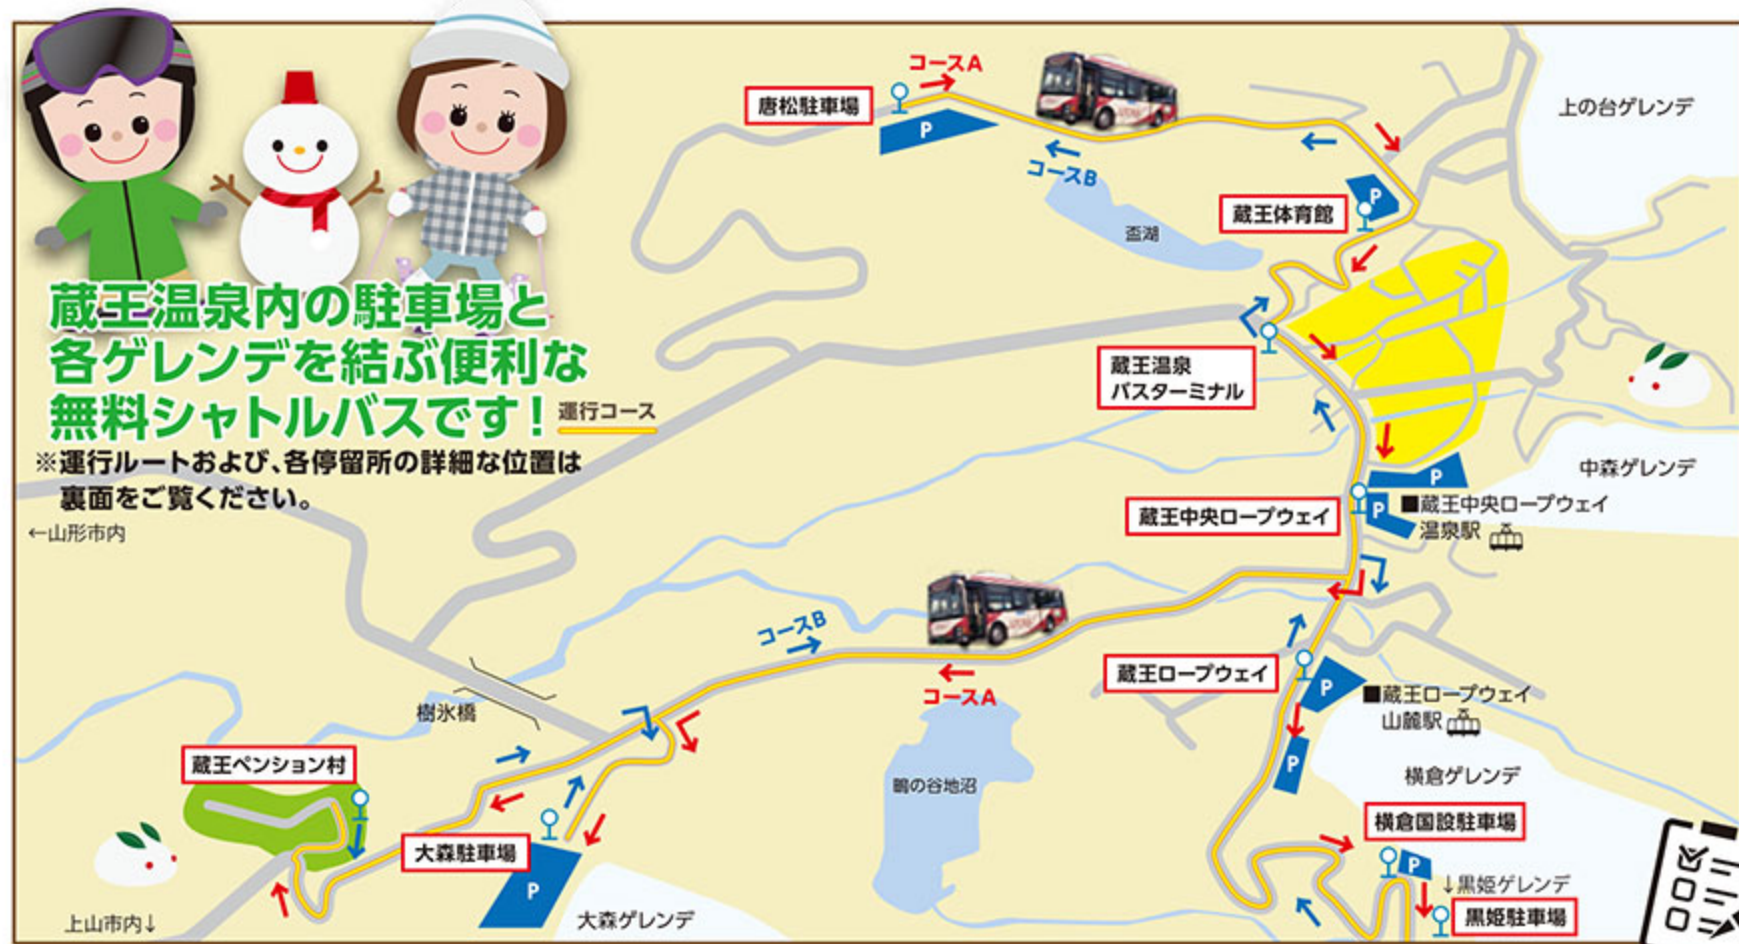 蔵王温泉内の駐車場と
各ゲレンデを結ぶ便利な
無料シャトルバスです!
運行コース
※運行ルートおよび、各停留所の詳細な位置は
裏面をご覧ください。
←山形市内
コースA
唐松駐車場
P
コースB
上の台ゲレンデ
P
蔵王体育館
盃湖
蔵王温泉
バスターミナル
中森ゲレンデ
P
蔵王中央ロープウェイ
P
■蔵王中央ロープウェイ
温泉駅
コースB
コースA
蔵王ロープウェイ
P
■蔵王ロープウェイ
山麓駅
樹氷橋
蔵王ペンション村
P
横倉ゲレンデ
鴫の谷地沼
横倉国設駐車場
大森駐車場
P
P
↓黒姫ゲレンデ
黒姫駐車場
上山市内↓
大森ゲレンデ